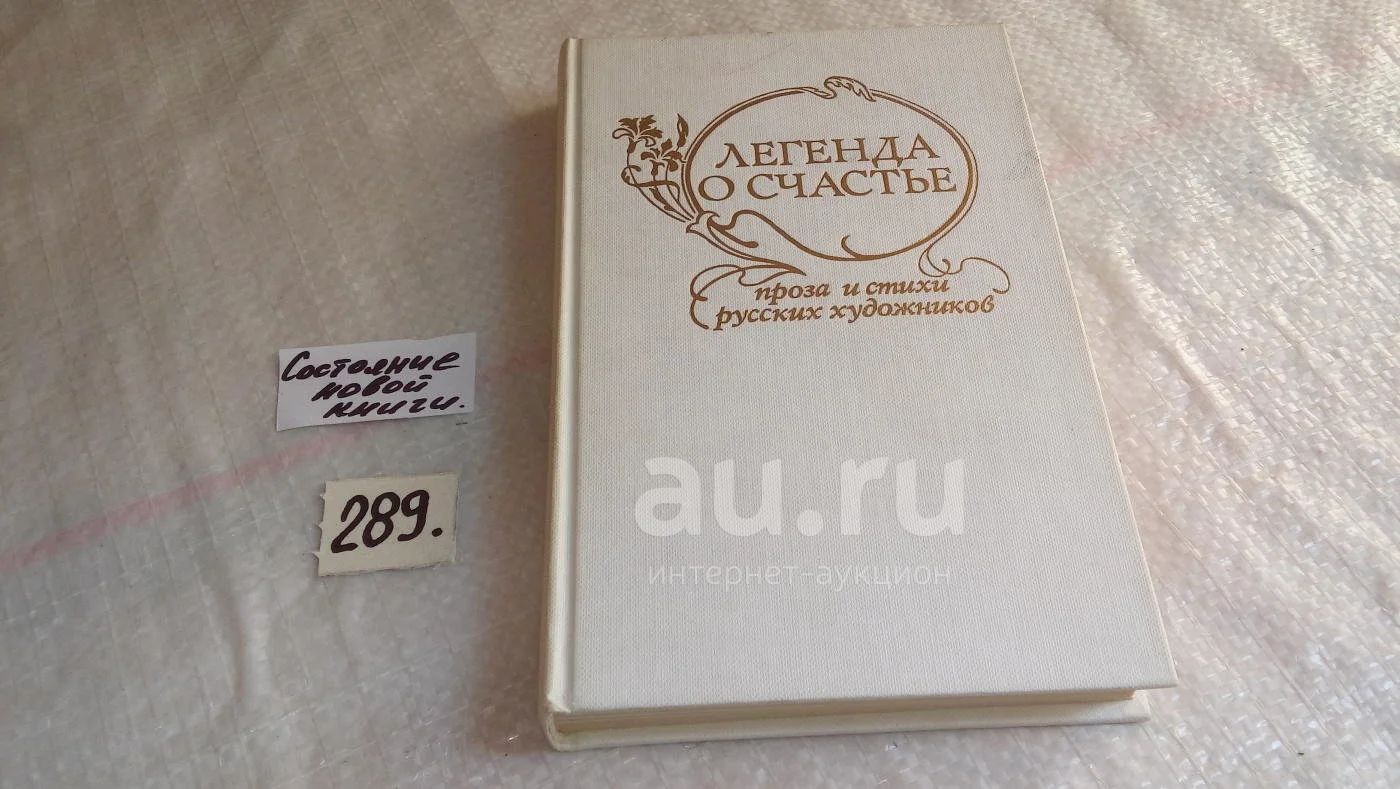 ЛЕГЕНДА
О СЧАСТЬЕ
проза и стихи
русских художников
Состояние
новой
книги.
289.
au.ru
интернет-аукцион